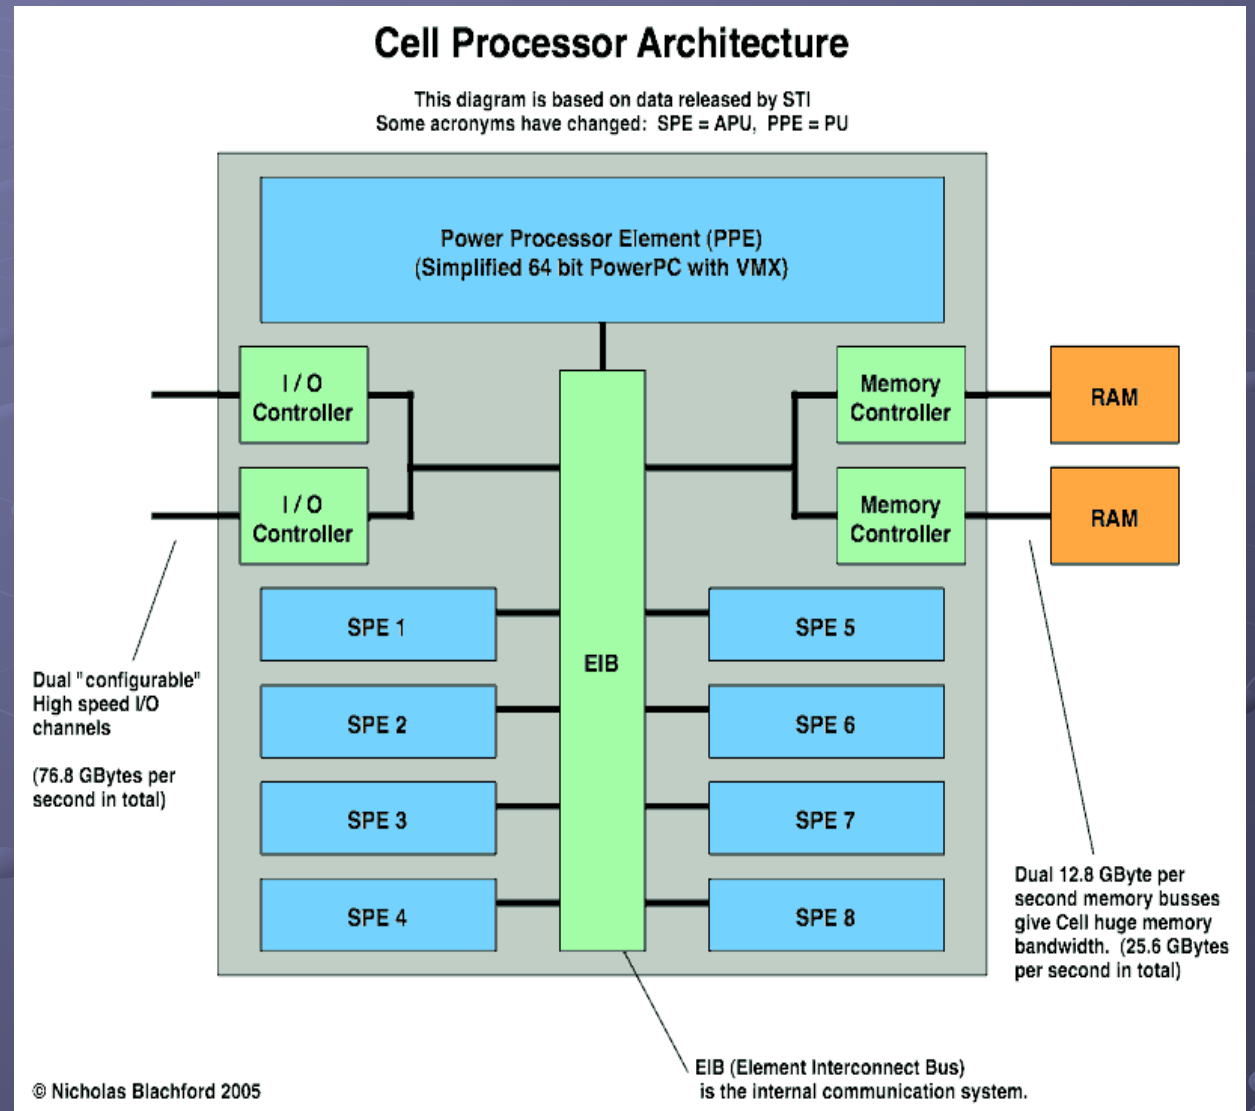 Cell Processor Architecture
This diagram is based on data released by STI
Some acronyms have changed: SPE = APU, PPE = PU
Power Processor Element (PPE)
(Simplified 64 bit PowerPC with VMX)
I / O
Controller
Memory
Controller
RAM
I / O
Controller
Memory
Controller
RAM
SPE 1
SPE 5
EIB
SPE 2
SPE 6
SPE 3
SPE 7
SPE 4
SPE 8
Dual "configurable"
High speed I/O
channels
(76.8 GBytes per
second in total)
Dual 12.8 GByte per
second memory busses
give Cell huge memory
bandwidth. (25.6 GBytes
per second in total)
EIB (Element Interconnect Bus)
is the internal communication system.
© Nicholas Blachford 2005